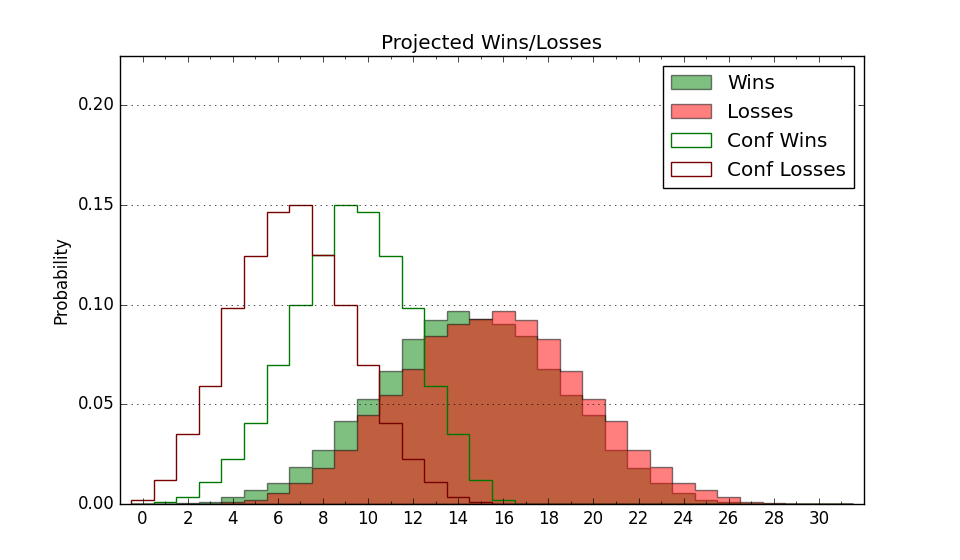 Projected Wins/Losses
Wins
Losses
Conf Wins
Conf Losses
Probability
0.20
0.15
0.10
0.05
0.00
0 2 4 6 8 10 12 14 16 18 20 22 24 26 28 30